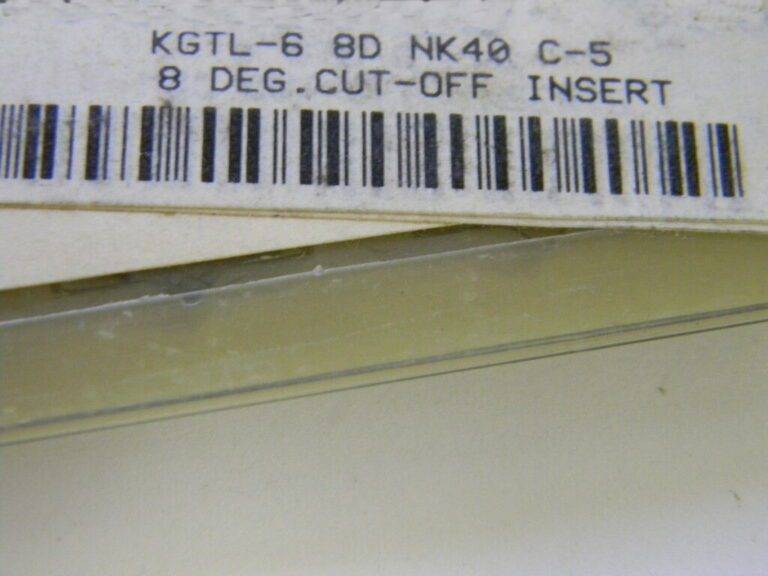 KGTL-6 8D NK40 C-5
8 DEG.CUT-OFF INSERT